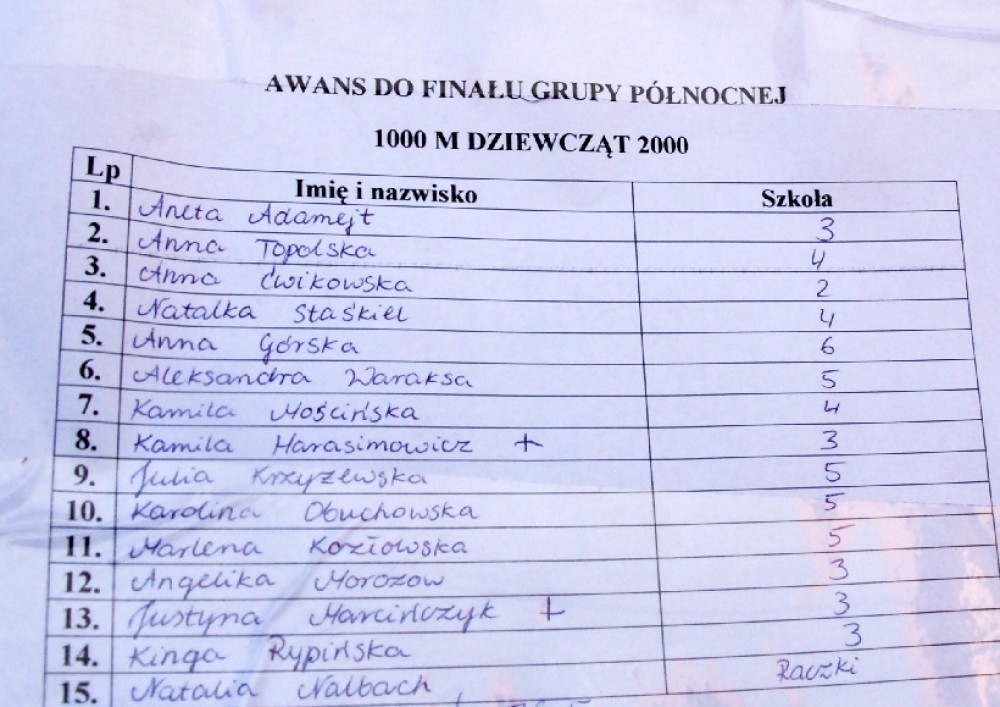 AWANS DO FINAŁU GRUPY PÓŁNOCNEJ
1000 M DZIEWCZĄT 2000
Lp Imię i nazwisko Szkoła
1. Aneta Adamejt 3
2. Anna Topolska 4
3. Anna Ćwikowska 2
4. Natalka Staśkiel 4
5. Anna Górska 6
6. Aleksandra Waraksa 5
7. Kamila Mościńska 4
8. Kamila Harasimowicz + 3
9. Julia Krzyżewska 5
10. Karolina Obuchowska 5
11. Marlena Kozłowska 5
12. Angelika Morozow 3
13. Justyna Marcińczyk + 3
14. Kinga Rypińska 3
15. Natalia Nalbach Raczki